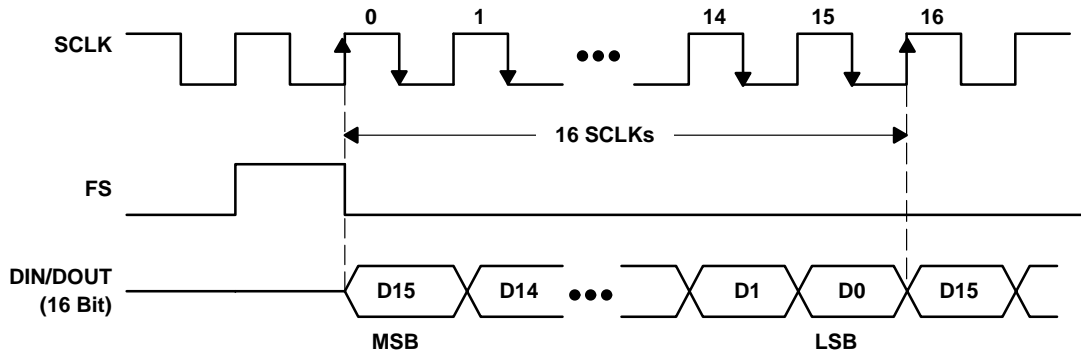 0 1 14 15 16
SCLK
16 SCLKs
FS
DIN/DOUT
(16 Bit)
D15 D14 D1 D0 D15
MSB LSB